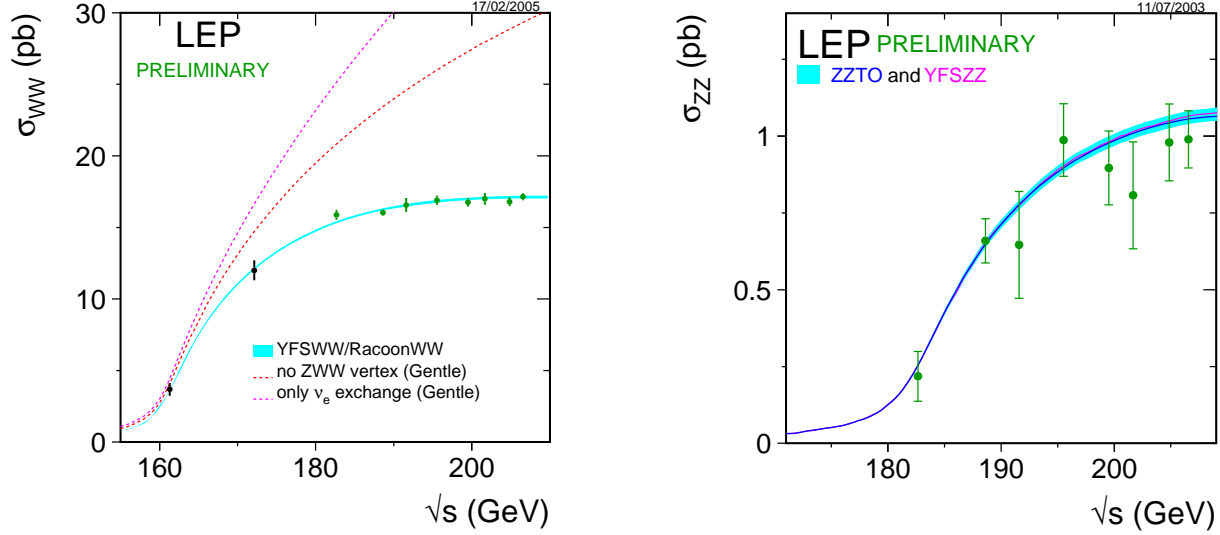 17/02/2005
LEP
PRELIMINARY
σWW (pb)
30
20
10
0
YFSWW/RacoonWW
no ZWW vertex (Gentle)
only νe exchange (Gentle)
160 180 200
√s (GeV)
11/07/2003
LEP PRELIMINARY
ZZTO and YFSZZ
σZZ (pb)
1
0.5
0
180 190 200
√s (GeV)